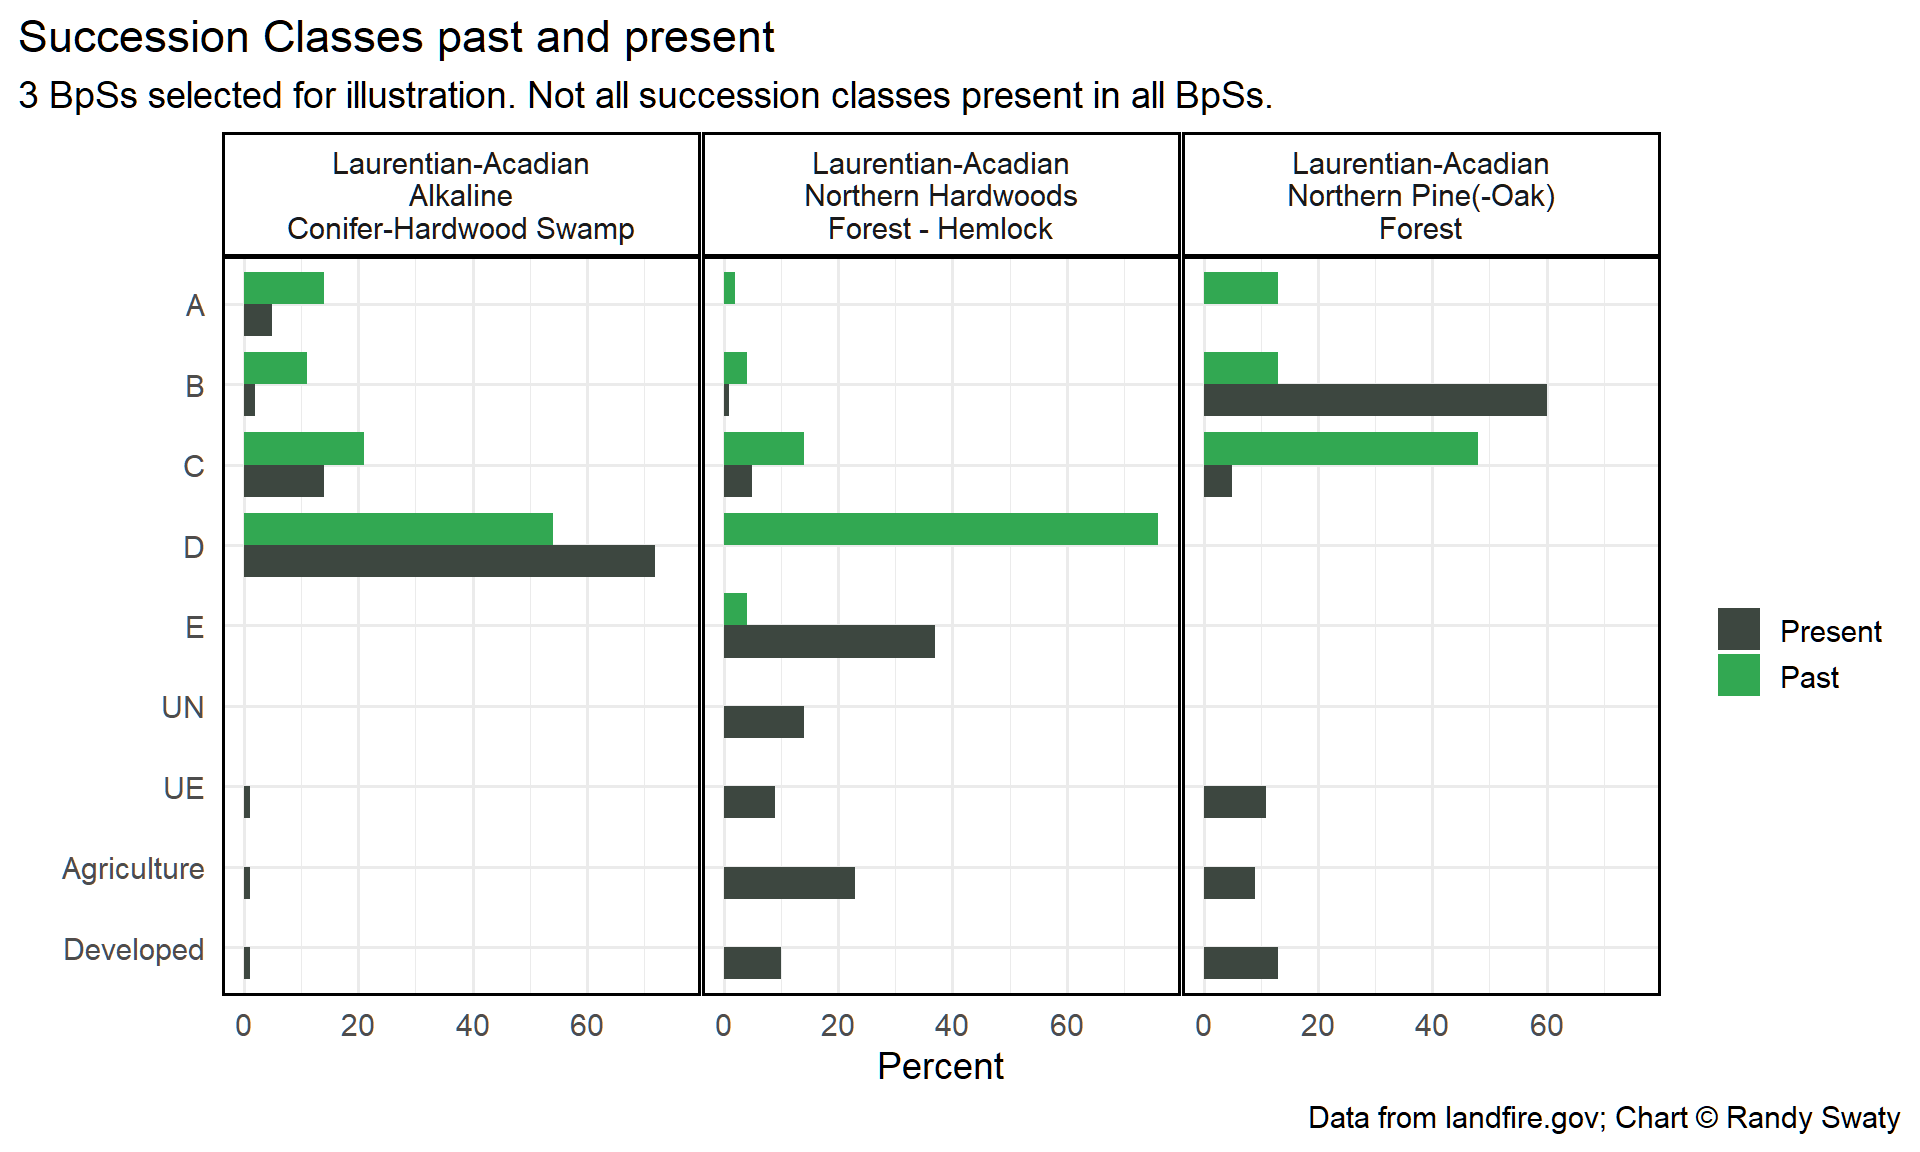 Succession Classes past and present
3 BpSs selected for illustration. Not all succession classes present in all BpSs.
Laurentian-Acadian
Alkaline
Conifer-Hardwood Swamp
Laurentian-Acadian
Northern Hardwoods
Forest - Hemlock
Laurentian-Acadian
Northern Pine(-Oak)
Forest
A
B
C
D
E
UN
UE
Agriculture
Developed
Present
Past
0 20 40 60 0 20 40 60 0 20 40 60
Percent
Data from landfire.gov; Chart © Randy Swaty